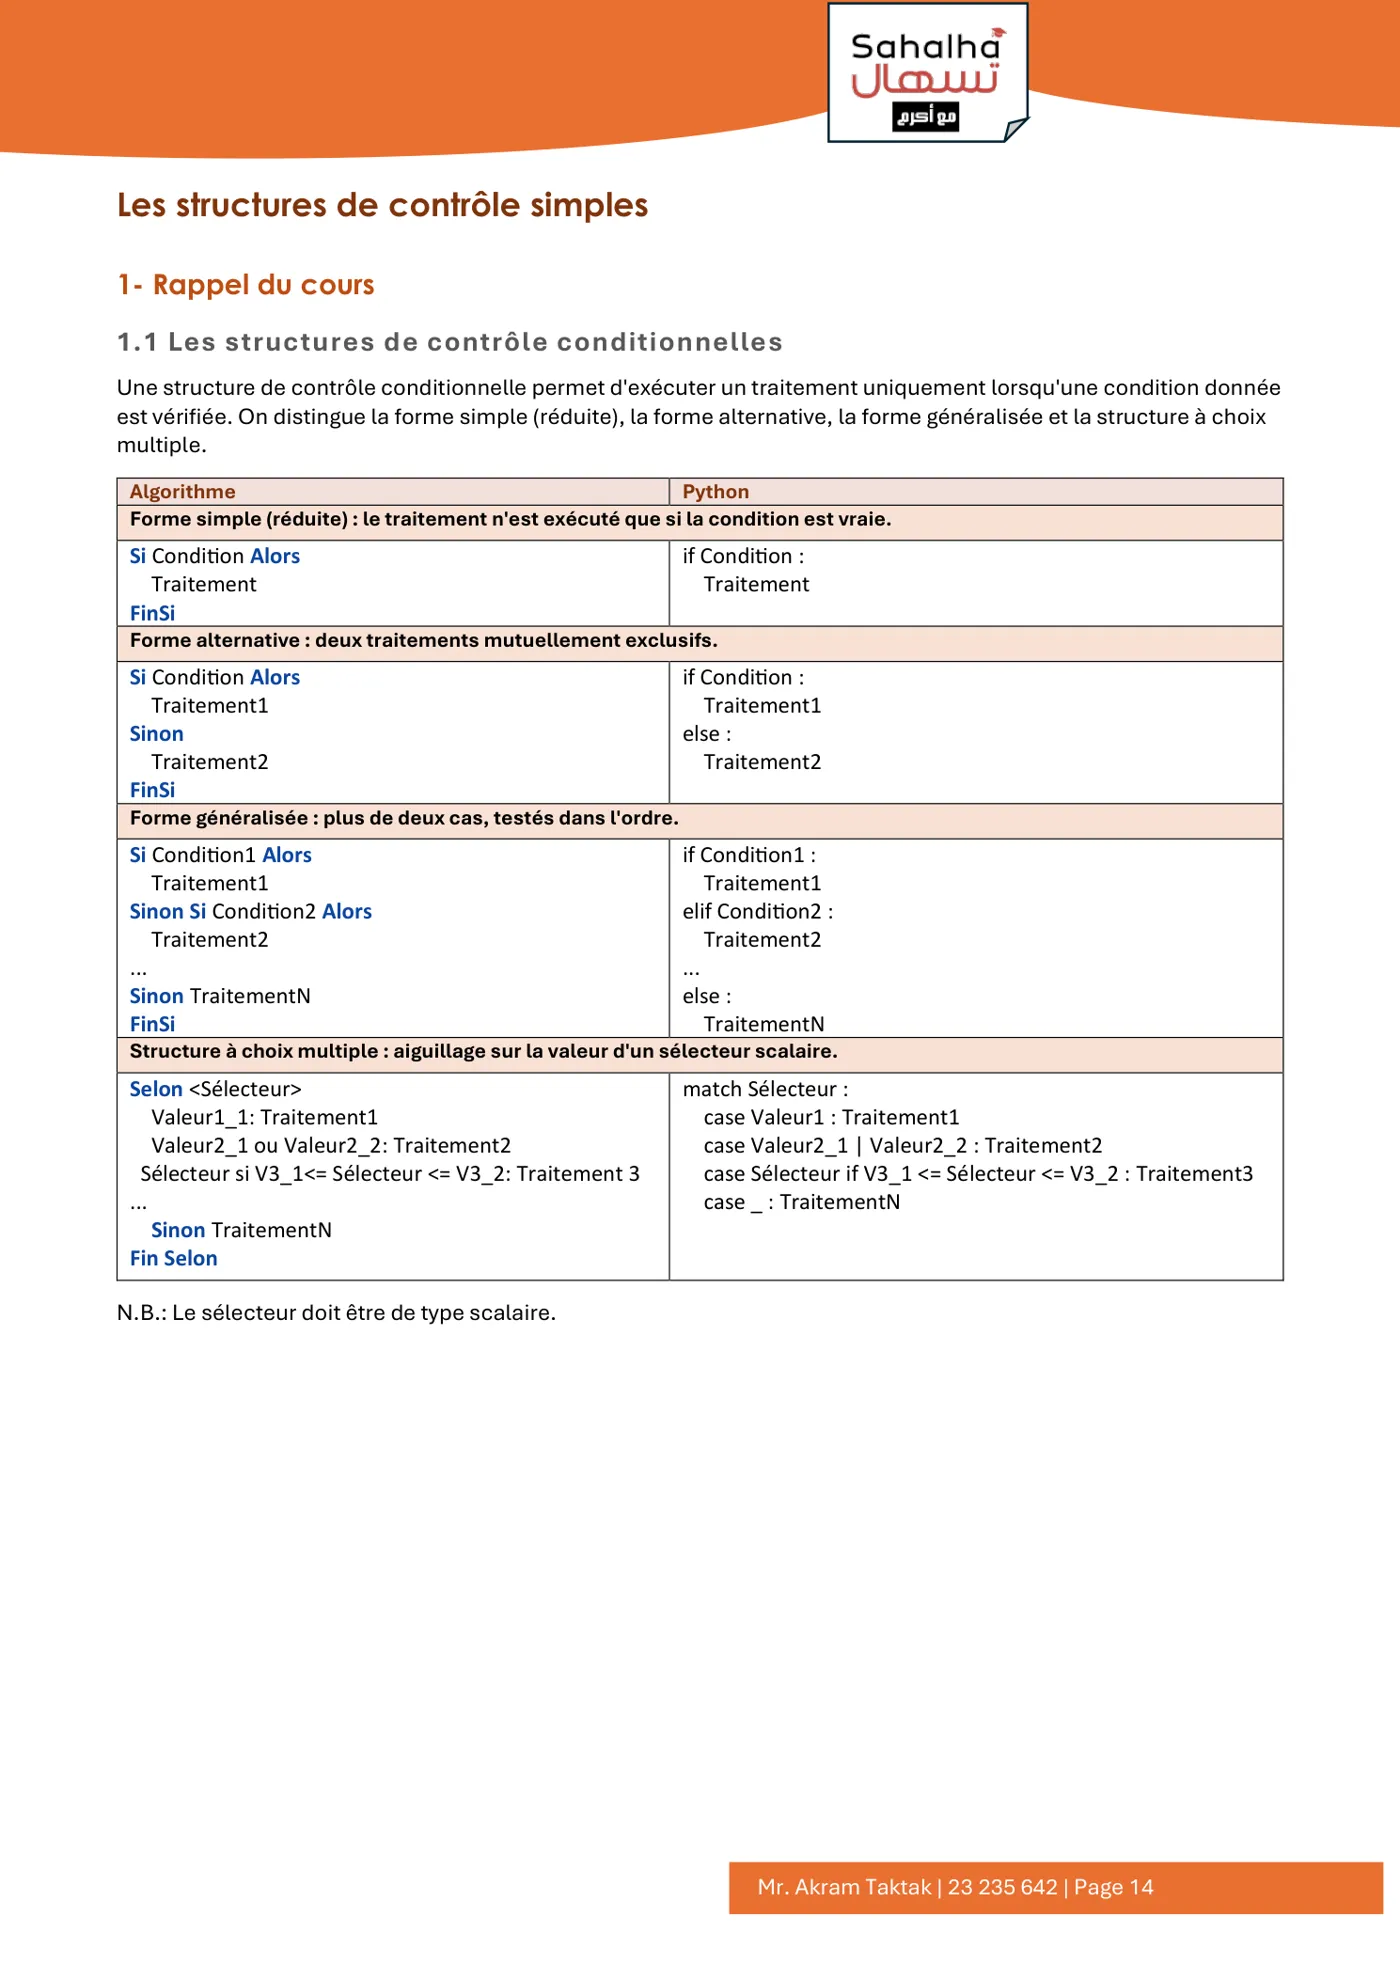 Sahalha
تسهال
مع أكرم
Les structures de contrôle simples
1- Rappel du cours
1.1 Les structures de contrôle conditionnelles
Une structure de contrôle conditionnelle permet d'exécuter un traitement uniquement lorsqu'une condition donnée
est vérifiée. On distingue la forme simple (réduite), la forme alternative, la forme généralisée et la structure à choix
multiple.
Algorithme
Python
Forme simple (réduite) : le traitement n'est exécuté que si la condition est vraie.
Si Condition Alors
Traitement
FinSi
if Condition :
Traitement
Forme alternative : deux traitements mutuellement exclusifs.
Si Condition Alors
Traitement1
Sinon
Traitement2
FinSi
if Condition :
Traitement1
else :
Traitement2
Forme généralisée : plus de deux cas, testés dans l'ordre.
Si Condition1 Alors
Traitement1
Sinon Si Condition2 Alors
Traitement2
...
Sinon TraitementN
FinSi
if Condition1 :
Traitement1
elif Condition2 :
Traitement2
...
else :
TraitementN
Structure à choix multiple : aiguillage sur la valeur d'un sélecteur scalaire.
Selon <Sélecteur>
Valeur1_1: Traitement1
Valeur2_1 ou Valeur2_2: Traitement2
Sélecteur si V3_1<= Sélecteur <= V3_2: Traitement 3
...
Sinon TraitementN
Fin Selon
match Sélecteur :
case Valeur1 : Traitement1
case Valeur2_1 | Valeur2_2 : Traitement2
case Sélecteur if V3_1 <= Sélecteur <= V3_2 : Traitement3
case _ : TraitementN
N.B.: Le sélecteur doit être de type scalaire.
Mr. Akram Taktak | 23 235 642 | Page 14